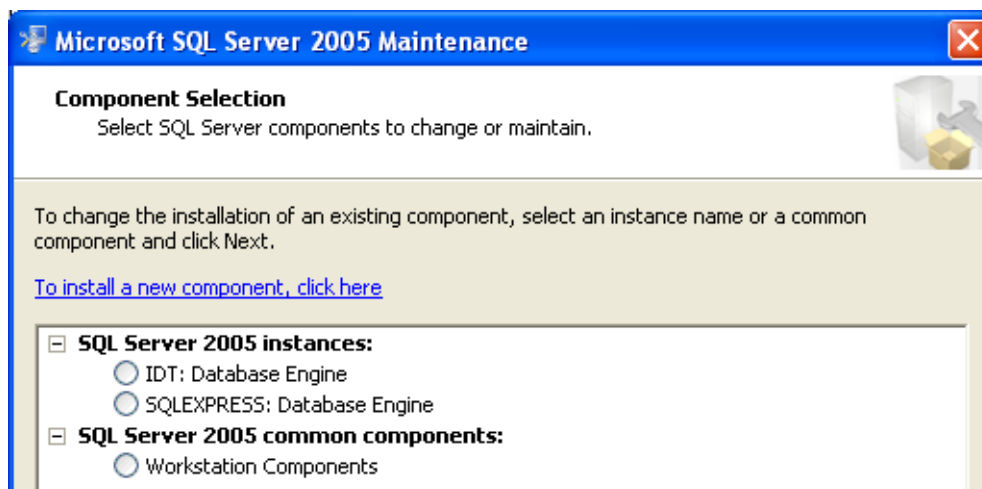 Microsoft SQL Server 2005 Maintenance
Component Selection
Select SQL Server components to change or maintain.
To change the installation of an existing component, select an instance name or a common
component and click Next.
To install a new component, click here
SQL Server 2005 instances:
IDT: Database Engine
SQLEXPRESS: Database Engine
SQL Server 2005 common components:
Workstation Components